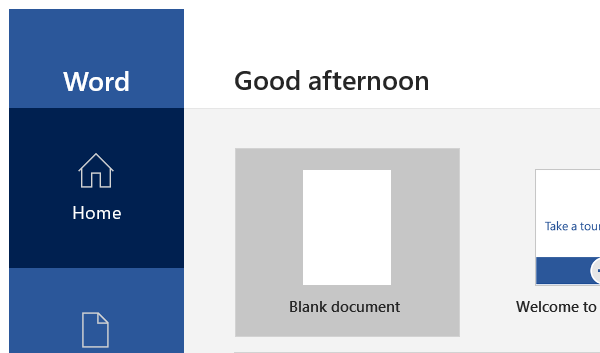 Word
Good afternoon
Home
Take a tour
Blank document
Welcome to